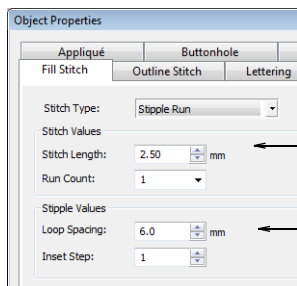 Object Properties
Appliqué Buttonhole
Fill Stitch Outline Stitch Lettering
Stitch Type: Stipple Run
Stitch Values
Stitch Length: 2.50 mm
Run Count: 1
Stipple Values
Loop Spacing: 6.0 mm
Inset Step: 1